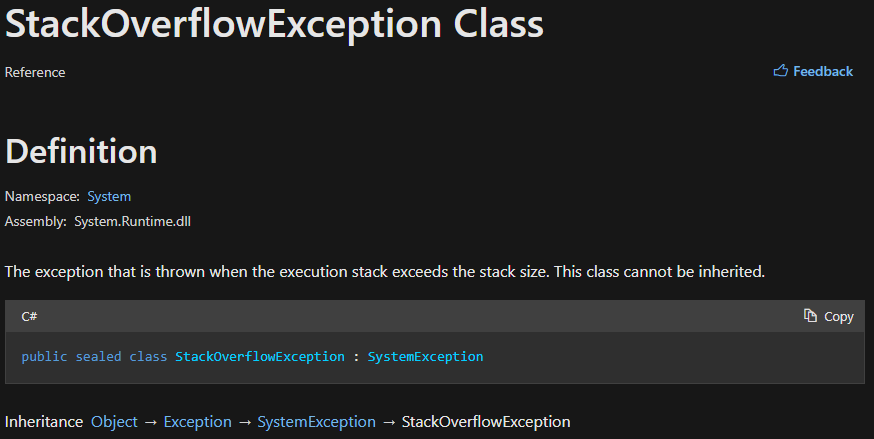 StackOverflowException Class
Reference
Feedback
Definition
Namespace: System
Assembly: System.Runtime.dll
The exception that is thrown when the execution stack exceeds the stack size. This class cannot be inherited.
C#
Copy
public sealed class StackOverflowException : SystemException
Inheritance Object → Exception → SystemException → StackOverflowException